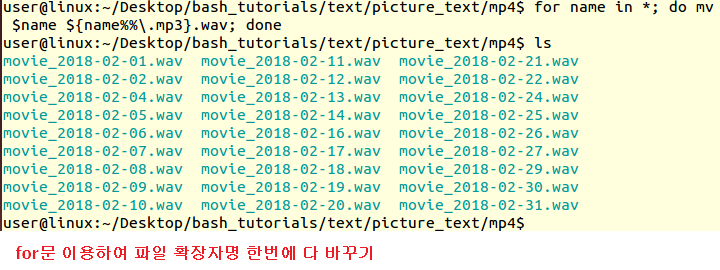 user@linux:~/Desktop/bash_tutorials/text/picture_text/mp4$ for name in *; do mv
$name ${name%%\.mp3}.wav; done
user@linux:~/Desktop/bash_tutorials/text/picture_text/mp4$ ls
movie_2018-02-01.wav movie_2018-02-11.wav movie_2018-02-21.wav
movie_2018-02-02.wav movie_2018-02-12.wav movie_2018-02-22.wav
movie_2018-02-04.wav movie_2018-02-13.wav movie_2018-02-24.wav
movie_2018-02-05.wav movie_2018-02-14.wav movie_2018-02-25.wav
movie_2018-02-06.wav movie_2018-02-16.wav movie_2018-02-26.wav
movie_2018-02-07.wav movie_2018-02-17.wav movie_2018-02-27.wav
movie_2018-02-08.wav movie_2018-02-18.wav movie_2018-02-29.wav
movie_2018-02-09.wav movie_2018-02-19.wav movie_2018-02-30.wav
movie_2018-02-10.wav movie_2018-02-20.wav movie_2018-02-31.wav
user@linux:~/Desktop/bash_tutorials/text/picture_text/mp4$
for문 이용하여 파일 확장자명 한번에 다 바꾸기